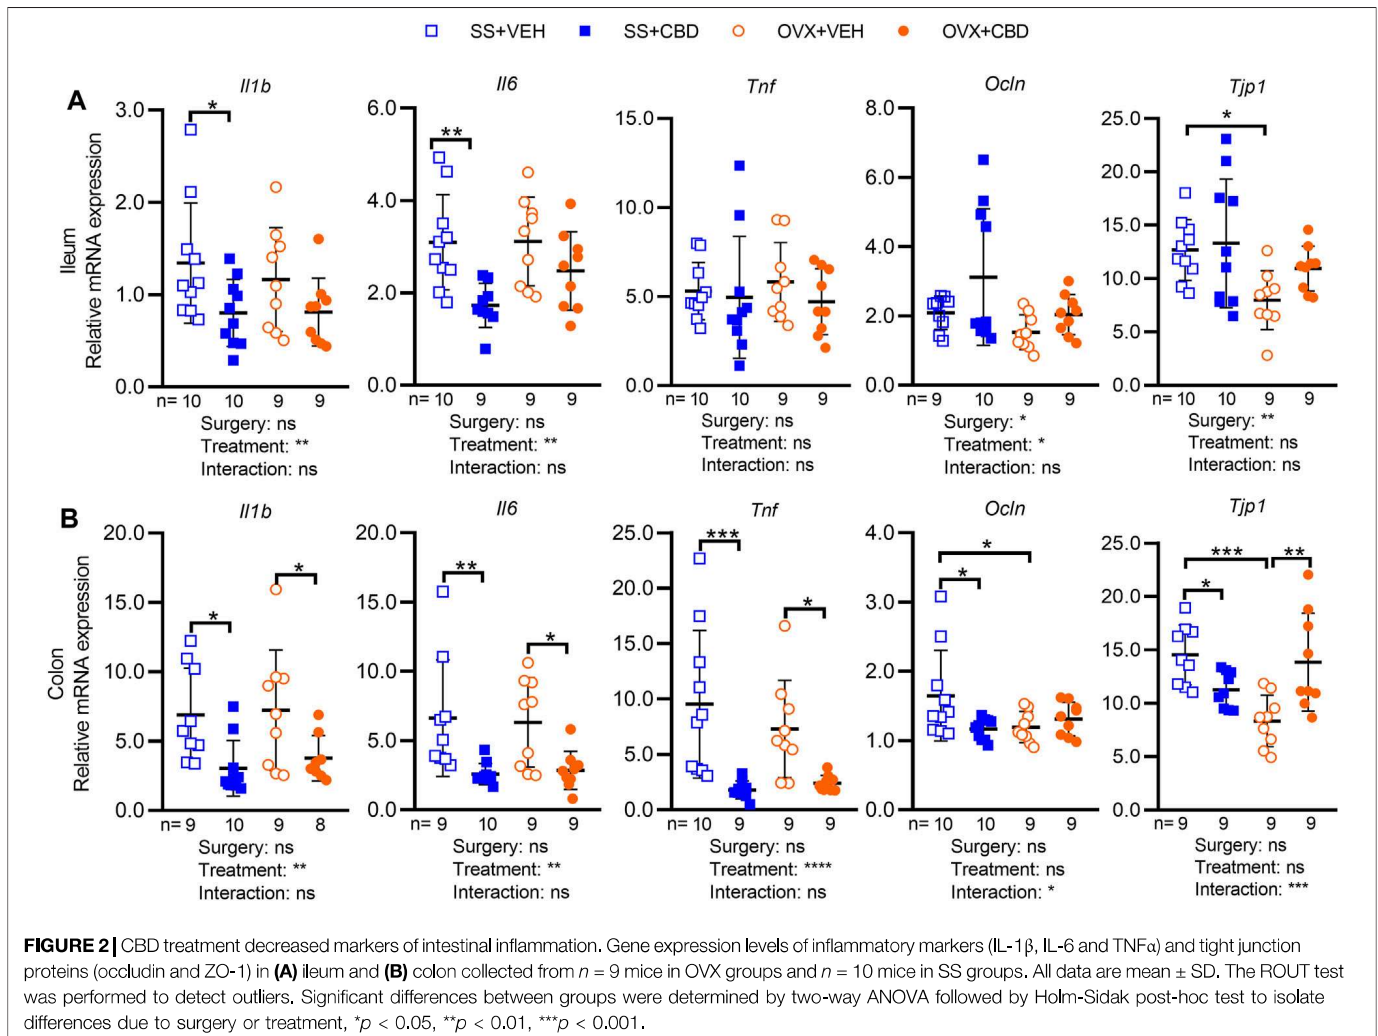 SS+VEH SS+CBD OVX+VEH OVX+CBD
A
Il1b Il6 Tnf Ocln Tjp1
Ileum
Relative mRNA expression
3.0
2.0
1.0
0.0
*
n= 10 10 9 9
Surgery: ns
Treatment: **
Interaction: ns
6.0
4.0
2.0
0.0
**
n= 10 9 9 9
Surgery: ns
Treatment: **
Interaction: ns
15.0
10.0
5.0
0.0
n= 10 10 9 9
Surgery: ns
Treatment: ns
Interaction: ns
8.0
6.0
4.0
2.0
0.0
n= 9 10 9 9
Surgery: *
Treatment: *
Interaction: ns
25.0
20.0
15.0
10.0
5.0
0.0
*
n= 10 10 9 9
Surgery: **
Treatment: ns
Interaction: ns
B
Il1b Il6 Tnf Ocln Tjp1
Colon
Relative mRNA expression
20.0
15.0
10.0
5.0
0.0
*
*
n= 9 10 9 8
Surgery: ns
Treatment: **
Interaction: ns
20.0
15.0
10.0
5.0
0.0
**
*
n= 9 10 9 9
Surgery: ns
Treatment: **
Interaction: ns
25.0
20.0
15.0
10.0
5.0
0.0
***
*
n= 10 9 9 9
Surgery: ns
Treatment: ****
Interaction: ns
4.0
3.0
2.0
1.0
0.0
*
*
n= 10 10 9 9
Surgery: ns
Treatment: ns
Interaction: *
25.0
20.0
15.0
10.0
5.0
0.0
*** **
*
n= 9 9 9 9
Surgery: ns
Treatment: ns
Interaction: ***
FIGURE 2 | CBD treatment decreased markers of intestinal inflammation. Gene expression levels of inflammatory markers (IL-1β, IL-6 and TNFα) and tight junction
proteins (occludin and ZO-1) in (A) ileum and (B) colon collected from n = 9 mice in OVX groups and n = 10 mice in SS groups. All data are mean ± SD. The ROUT test
was performed to detect outliers. Significant differences between groups were determined by two-way ANOVA followed by Holm-Sidak post-hoc test to isolate
differences due to surgery or treatment, *p < 0.05, **p < 0.01, ***p < 0.001.